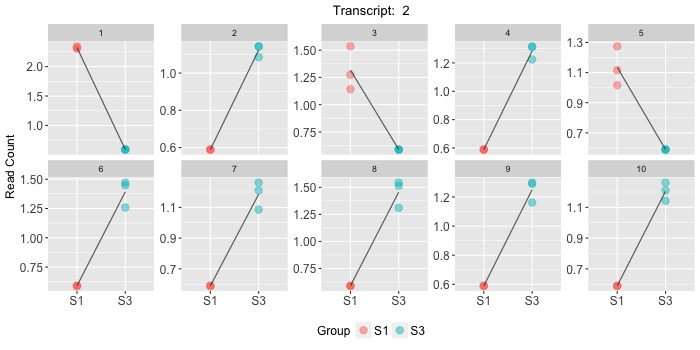 Transcript:  2
1 2 3 4 5
2.0 1.5 1.0
1.0 0.8 0.6
1.50 1.25 1.00 0.75
1.2 1.0 0.8 0.6
1.3 1.1 0.9 0.7
Read Count
6 7 8 9 10
1.50 1.25 1.00 0.75
1.1 0.9 0.7
1.50 1.25 1.00 0.75
1.2 1.0 0.8 0.6
1.1 0.9 0.7
S1 S3 S1 S3 S1 S3 S1 S3 S1 S3
Group S1 S3